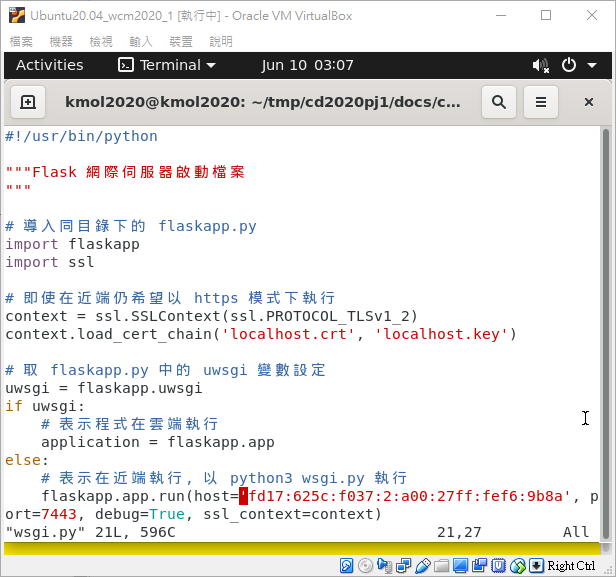 Ubuntu20.04_wcm2020_1 [執行中] - Oracle VM VirtualBox
檔案 機器 檢視 輸入 裝置 說明
Activities Terminal Jun 10 03:07
kmol2020@kmol2020: ~/tmp/cd2020pj1/docs/c...
#!/usr/bin/python
"""Flask 網際伺服器啟動檔案
"""
# 導入同目錄下的 flaskapp.py
import flaskapp
import ssl
# 即使在近端仍希望以 https 模式下執行
context = ssl.SSLContext(ssl.PROTOCOL_TLSv1_2)
context.load_cert_chain('localhost.crt', 'localhost.key')
# 取 flaskapp.py 中的 uwsgi 變數設定
uwsgi = flaskapp.uwsgi
if uwsgi:
    # 表示程式在雲端執行
    application = flaskapp.app
else:
    # 表示在近端執行, 以 python3 wsgi.py 執行
    flaskapp.app.run(host='fd17:625c:f037:2:a00:27ff:fef6:9b8a', p
ort=7443, debug=True, ssl_context=context)
"wsgi.py" 21L, 596C 21,27 All
Right Ctrl